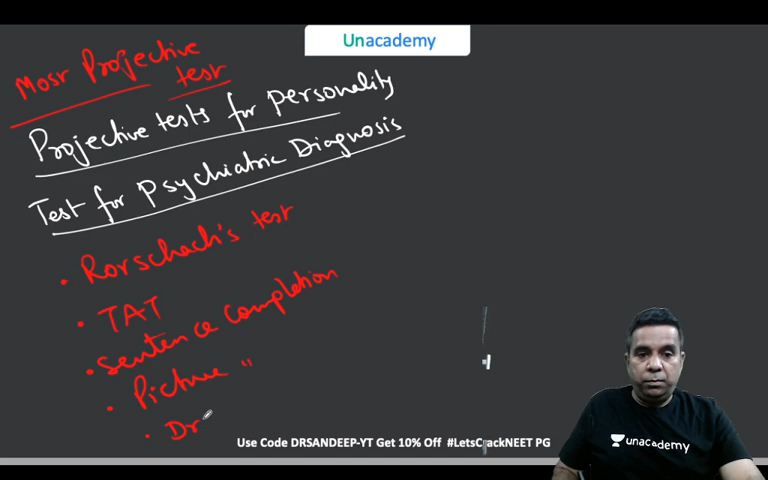 Unacademy
Most Projective
test
Projective tests for personality
Test for Psychiatric Diagnosis
• Rorschach's test
• TAT
• Sentence Completion
• Picture "
• Dr
unacademy
Use Code DRSANDEEP-YT Get 10% Off #LetsCrackNEET PG